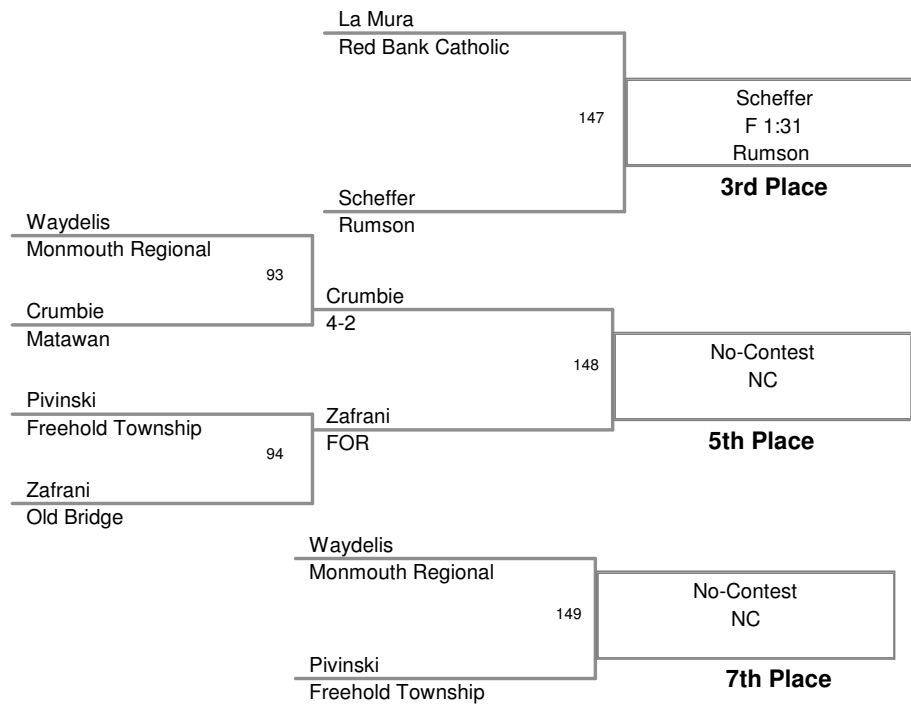 La Mura
Red Bank Catholic
147
Scheffer
F 1:31
Rumson
3rd Place
Scheffer
Rumson
Waydelis
Monmouth Regional
93
Crumbie
Matawan
Crumbie
4-2
148
No-Contest
NC
5th Place
Pivinski
Freehold Township
94
Zafrani
FOR
Zafrani
Old Bridge
Waydelis
Monmouth Regional
149
No-Contest
NC
7th Place
Pivinski
Freehold Township